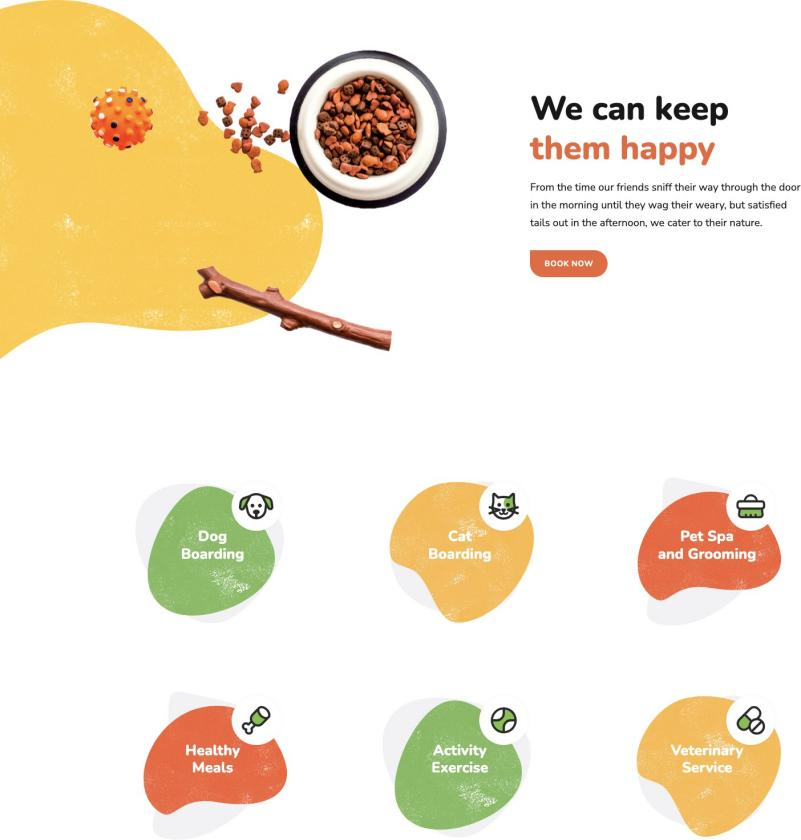 We can keep
them happy
From the time our friends sniff their way through the door
in the morning until they wag their weary, but satisfied
tails out in the afternoon, we cater to their nature.
BOOK NOW
Dog
Boarding
Cat
Boarding
Pet Spa
and Grooming
Healthy
Meals
Activity
Exercise
Veterinary
Service